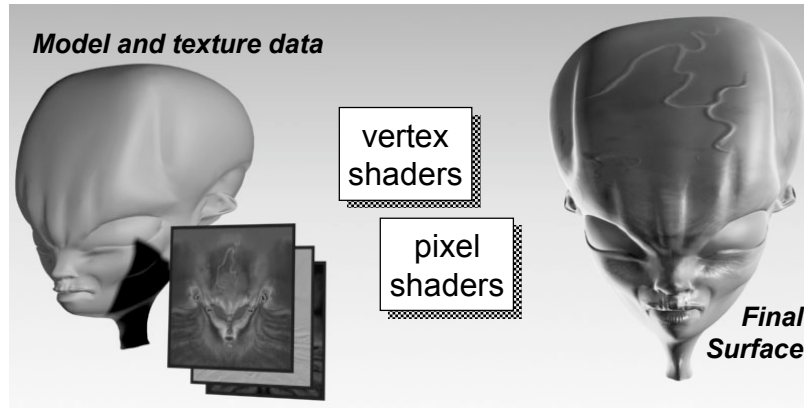 Model and texture data
vertex
shaders
pixel
shaders
Final
Surface